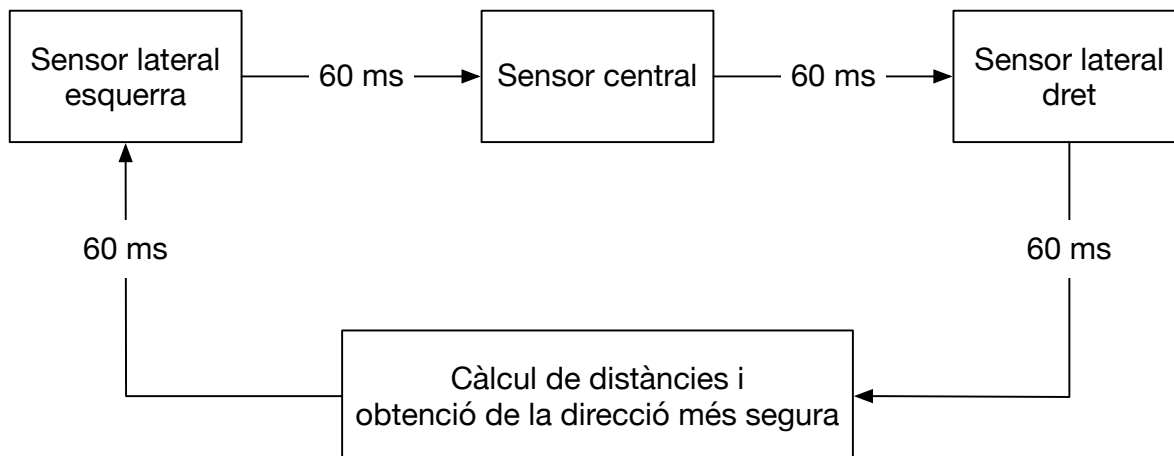 Sensor lateral
esquerra
60 ms
Sensor central
60 ms
Sensor lateral
dret
60 ms
60 ms
Càlcul de distàncies i
obtenció de la direcció més segura